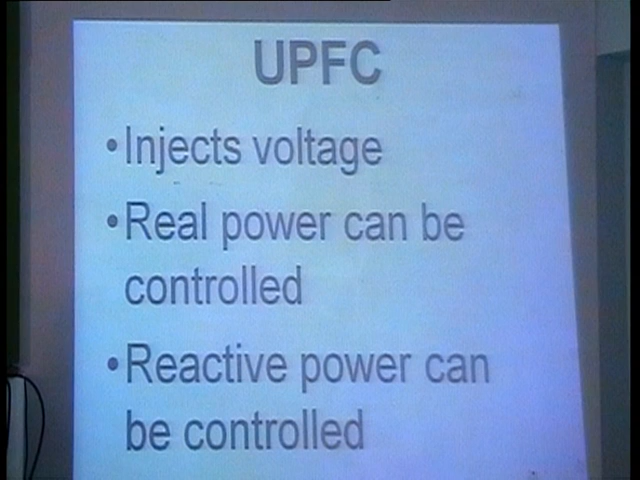 UPFC
•Injects voltage
•Real power can be
controlled
•Reactive power can
be controlled